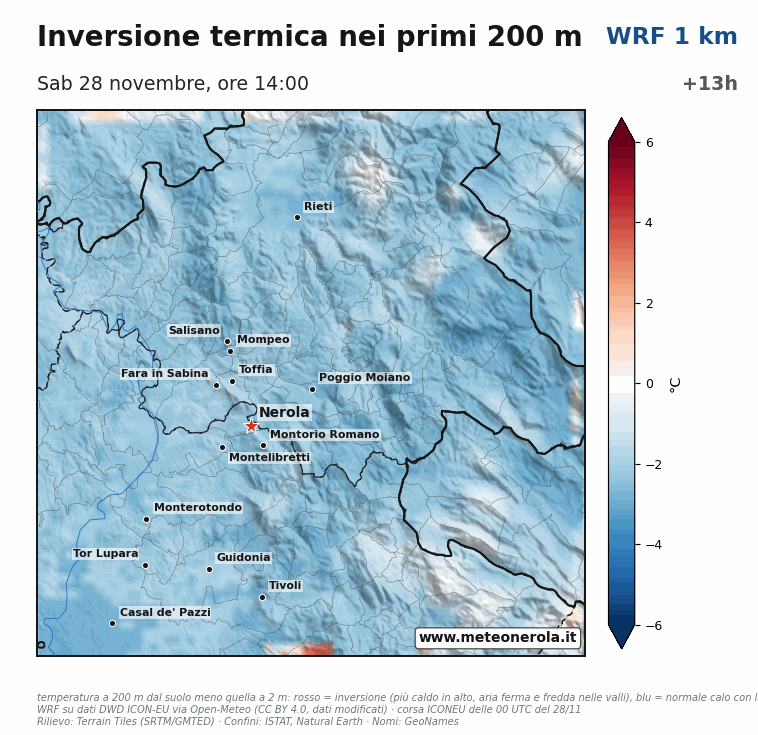 Inversione termica nei primi 200 m
WRF 1 km
Sab 28 novembre, ore 14:00
+13h
Rieti
Salisano
Mompeo
Toffia
Fara in Sabina
Poggio Moiano
Nerola
Montorio Romano
Montelibretti
Monterotondo
Tor Lupara
Guidonia
Tivoli
Casal de' Pazzi
www.meteonerola.it
6
4
2
0
−2
−4
−6
°C
temperatura a 200 m dal suolo meno quella a 2 m: rosso = inversione (più caldo in alto, aria ferma e fredda nelle valli), blu = normale calo con l
WRF su dati DWD ICON-EU via Open-Meteo (CC BY 4.0, dati modificati) · corsa ICONEU delle 00 UTC del 28/11
Rilievo: Terrain Tiles (SRTM/GMTED) · Confini: ISTAT, Natural Earth · Nomi: GeoNames